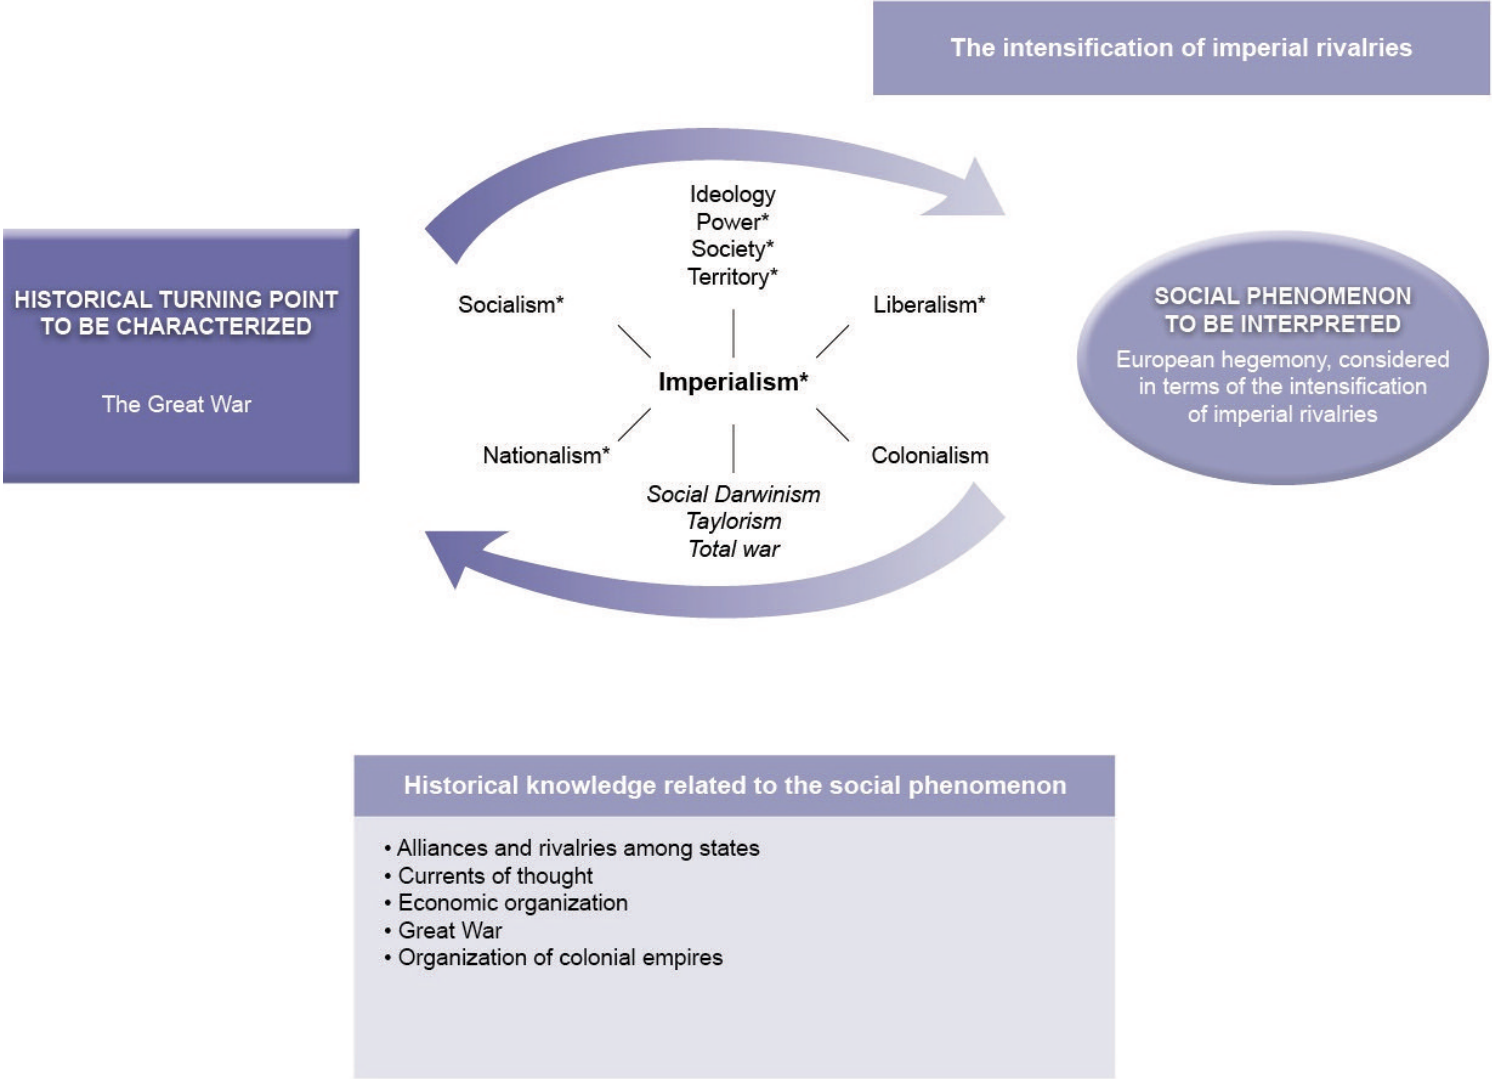 The intensification of imperial rivalries
HISTORICAL TURNING POINT
TO BE CHARACTERIZED
The Great War
Ideology
Power*
Society*
Territory*
Socialism*
Liberalism*
Imperialism*
Nationalism*
Colonialism
Social Darwinism
Taylorism
Total war
SOCIAL PHENOMENON
TO BE INTERPRETED
European hegemony, considered
in terms of the intensification
of imperial rivalries
Historical knowledge related to the social phenomenon
• Alliances and rivalries among states
• Currents of thought
• Economic organization
• Great War
• Organization of colonial empires